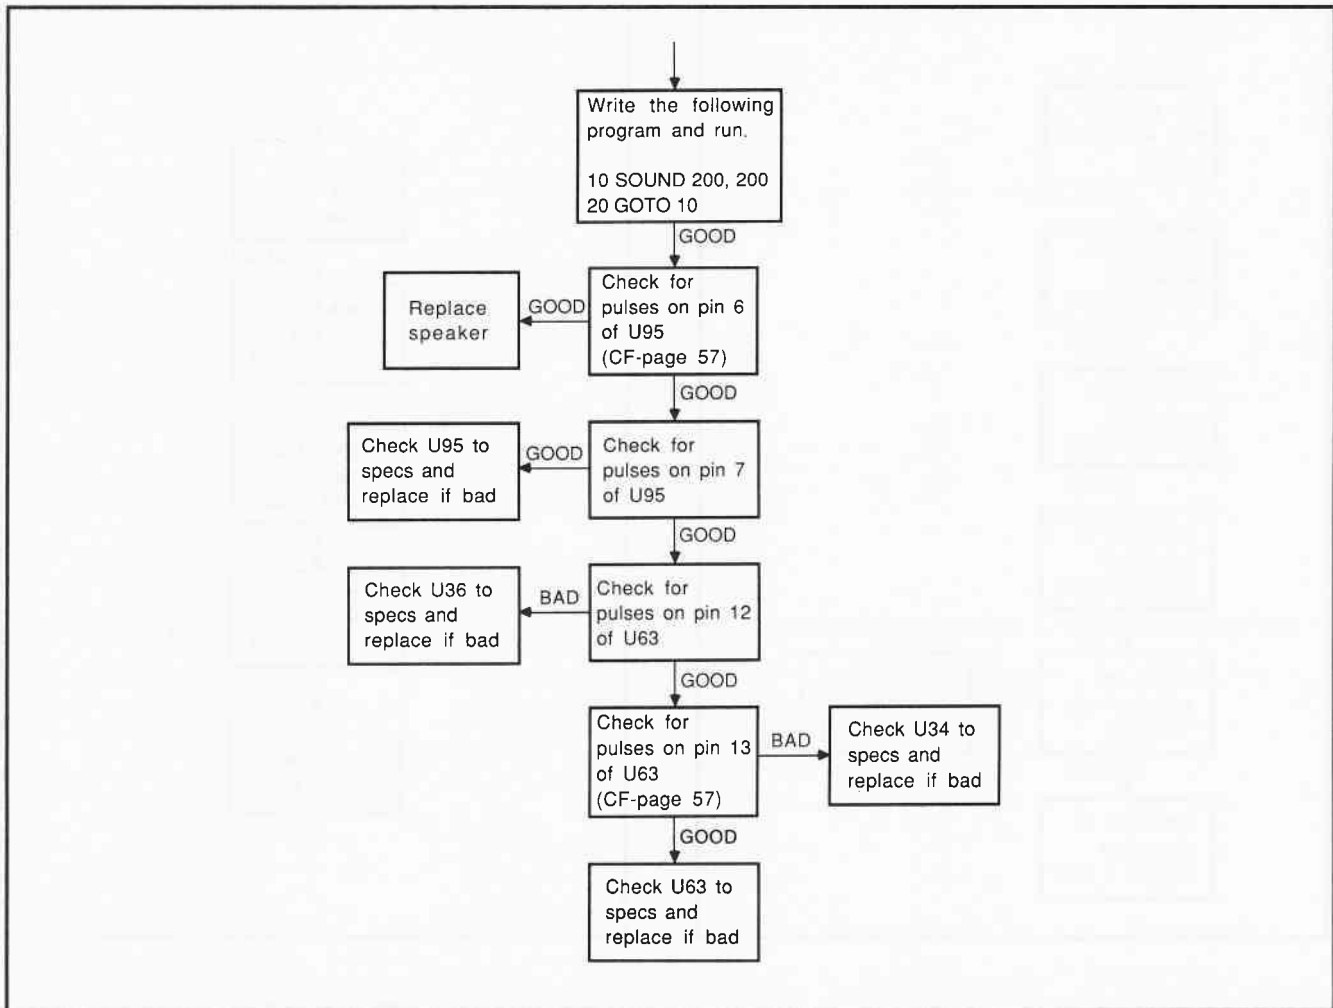 Write the following
program and run.
10 SOUND 200, 200
20 GOTO 10
GOOD
Check for
pulses on pin 6
of U95
(CF-page 57)
GOOD
Replace
speaker
GOOD
Check for
pulses on pin 7
of U95
GOOD
Check U95 to
specs and
replace if bad
GOOD
Check for
pulses on pin 12
of U63
BAD
Check U36 to
specs and
replace if bad
GOOD
Check for
pulses on pin 13
of U63
(CF-page 57)
BAD
Check U34 to
specs and
replace if bad
GOOD
Check U63 to
specs and
replace if bad